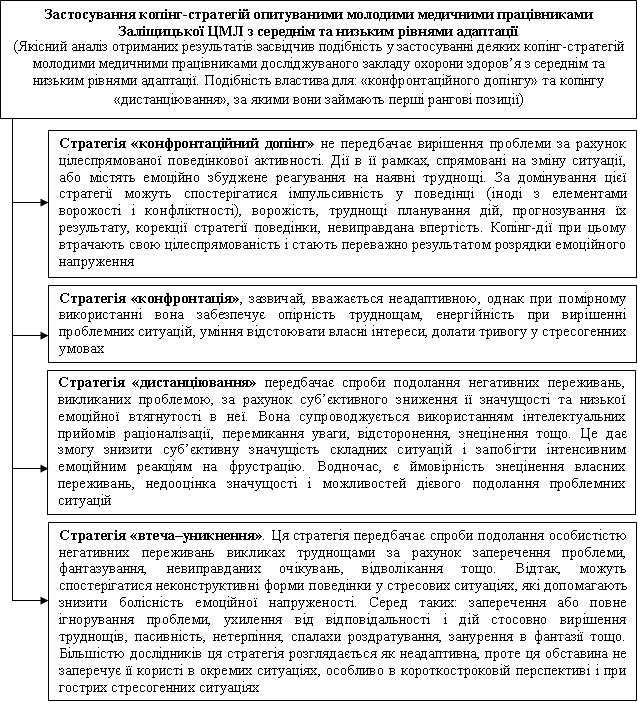 Застосування копінг-стратегій опитуваними молодими медичними працівниками
Заліщицької ЦМЛ з середнім та низьким рівнями адаптації
(Якісний аналіз отриманих результатів засвідчив подібність у застосуванні деяких копінг-стратегій
молодими медичними працівниками досліджуваного закладу охорони здоров’я з середнім та
низьким рівнями адаптації. Подібність властива для: «конфронтаційного допінгу» та копінгу
«дистанціювання», за якими вони займають перші рангові позиції)
Стратегія «конфронтаційний допінг» не передбачає вирішення проблеми за рахунок
цілеспрямованої поведінкової активності. Дії в її рамках, спрямовані на зміну ситуації,
або містять емоційно збуджене реагування на наявні труднощі. За домінування цієї
стратегії можуть спостерігатися імпульсивність у поведінці (іноді з елементами
ворожості і конфліктності), ворожість, труднощі планування дій, прогнозування їх
результату, корекції стратегії поведінки, невиправдана впертість. Копінг-дії при цьому
втрачають свою цілеспрямованість і стають переважно результатом розрядки емоційного
напруження
Стратегія «конфронтація», зазвичай, вважається неадаптивною, однак при помірному
використанні вона забезпечує опірність труднощам, енергійність при вирішенні
проблемних ситуацій, уміння відстоювати власні інтереси, долати тривогу у стресогенних
умовах
Стратегія «дистанціювання» передбачає спроби подолання негативних переживань,
викликаних проблемою, за рахунок суб’єктивного зниження її значущості та низької
емоційної втягнутості в неї. Вона супроводжується використанням інтелектуальних
прийомів раціоналізації, перемикання уваги, відсторонення, знецінення тощо. Це дає
змогу знизити суб’єктивну значущість складних ситуацій і запобігти інтенсивним
емоційним реакціям на фрустрацію. Водночас, є ймовірність знецінення власних
переживань, недооцінка значущості і можливостей дієвого подолання проблемних
ситуацій
Стратегія «втеча–уникнення». Ця стратегія передбачає спроби подолання особистістю
негативних переживань викликах труднощами за рахунок заперечення проблеми,
фантазування, невиправданих очікувань, відволікання тощо. Відтак, можуть
спостерігатися неконструктивні форми поведінки у стресових ситуаціях, які допомагають
знизити болісність емоційної напруженості. Серед таких: заперечення або повне
ігнорування проблеми, ухилення від відповідальності і дій стосовно вирішення
труднощів, пасивність, нетерпіння, спалахи роздратування, занурення в фантазії тощо.
Більшістю дослідників ця стратегія розглядається як неадаптивна, проте ця обставина не
заперечує її користі в окремих ситуаціях, особливо в короткостроковій перспективі і при
гострих стресогенних ситуаціях